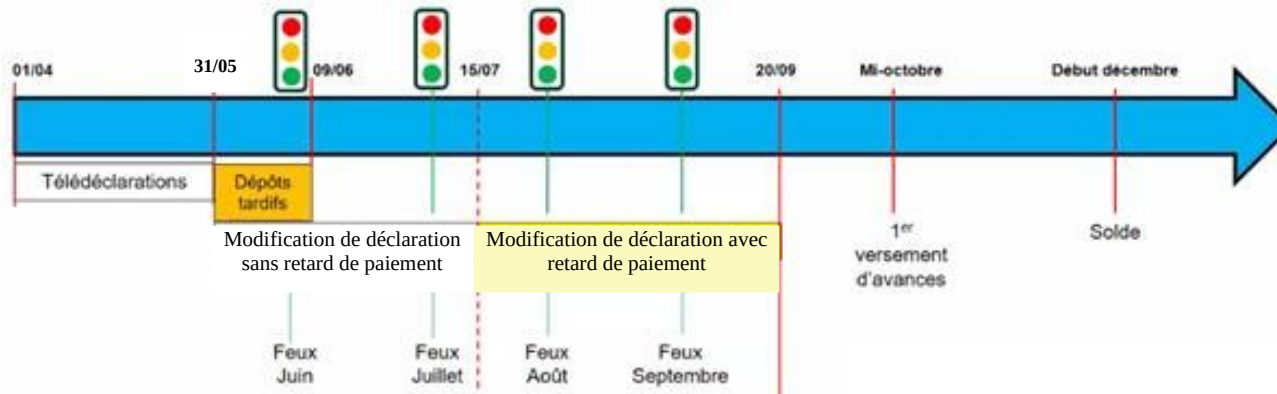 01/04
31/05
09/06
15/07
20/09
Mi-octobre
Début décembre
Télédéclarations
Dépôts
tardifs
Modification de déclaration
sans retard de paiement
Modification de déclaration avec
retard de paiement
1er
versement
d'avances
Solde
Feux
Juin
Feux
Juillet
Feux
Août
Feux
Septembre